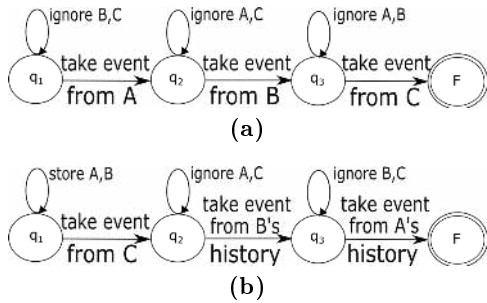 ignore B,C
ignore A,C
ignore A,B
take event
take event
take event
q1
q2
q3
F
from A
from B
from C
(a)
store A,B
ignore A,C
ignore B,C
take event
take event
take event
from B's
from A's
q1
q2
q3
F
from C
history
history
(b)